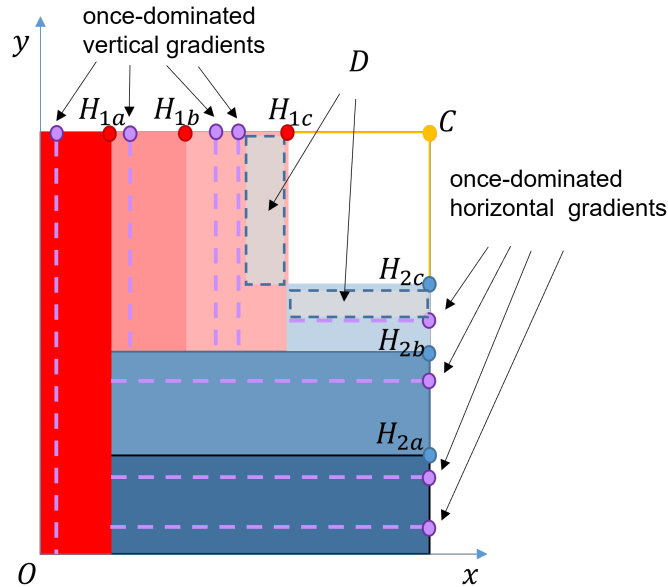 once-dominated
vertical gradients
y
D
H1a H1b H1c
C
once-dominated
horizontal gradients
H2c
H2b
H2a
O
x